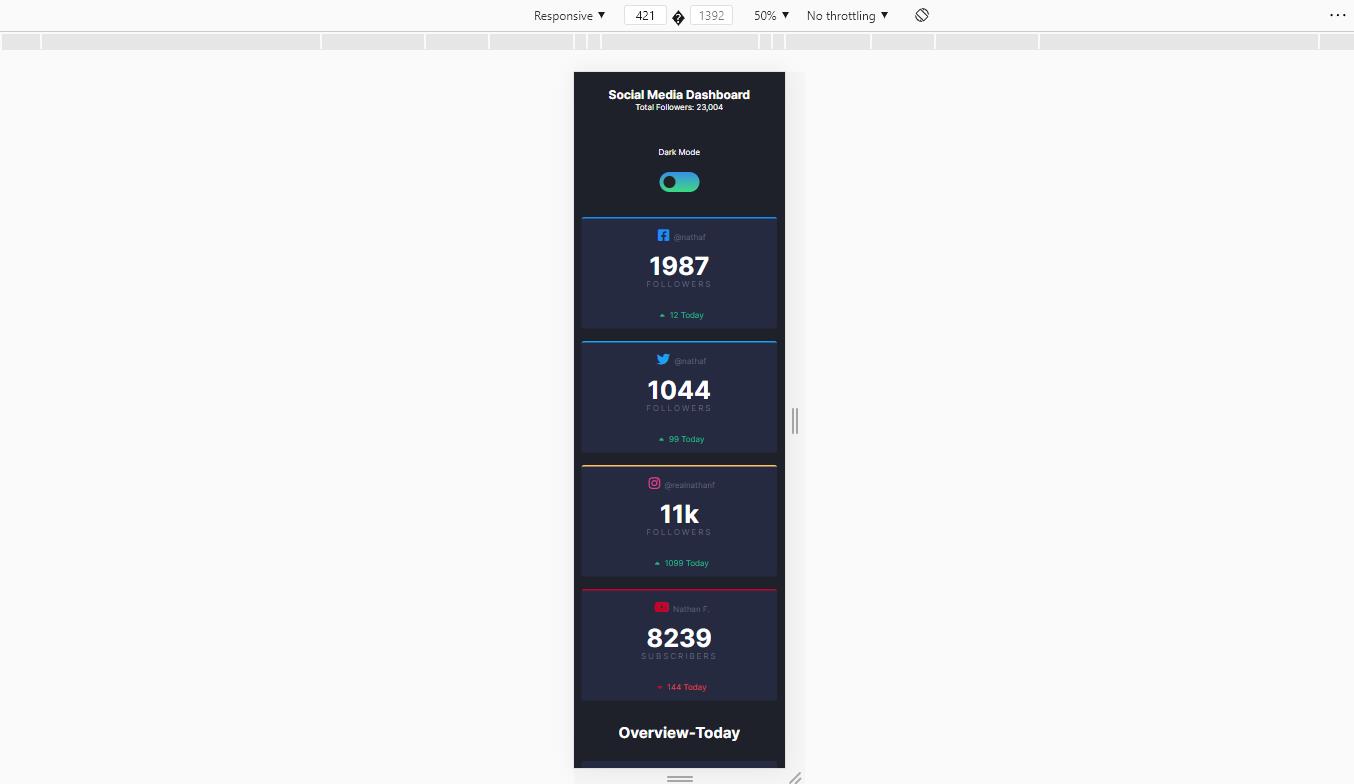 Responsive ▼ 421 � 1392 50% ▼ No throttling ▼
Social Media Dashboard
Total Followers: 23,004
Dark Mode
@nathaf
1987
FOLLOWERS
12 Today
@nathaf
1044
FOLLOWERS
99 Today
@realnathanf
11k
FOLLOWERS
1099 Today
Nathan F.
8239
SUBSCRIBERS
144 Today
Overview-Today